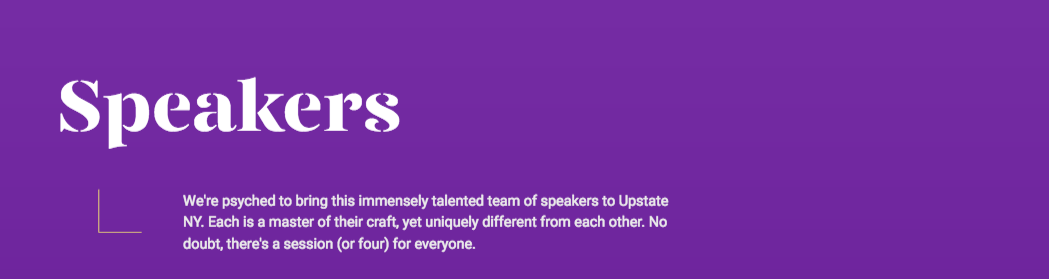 Speakers
We're psyched to bring this immensely talented team of speakers to Upstate
NY. Each is a master of their craft, yet uniquely different from each other. No
doubt, there's a session (or four) for everyone.